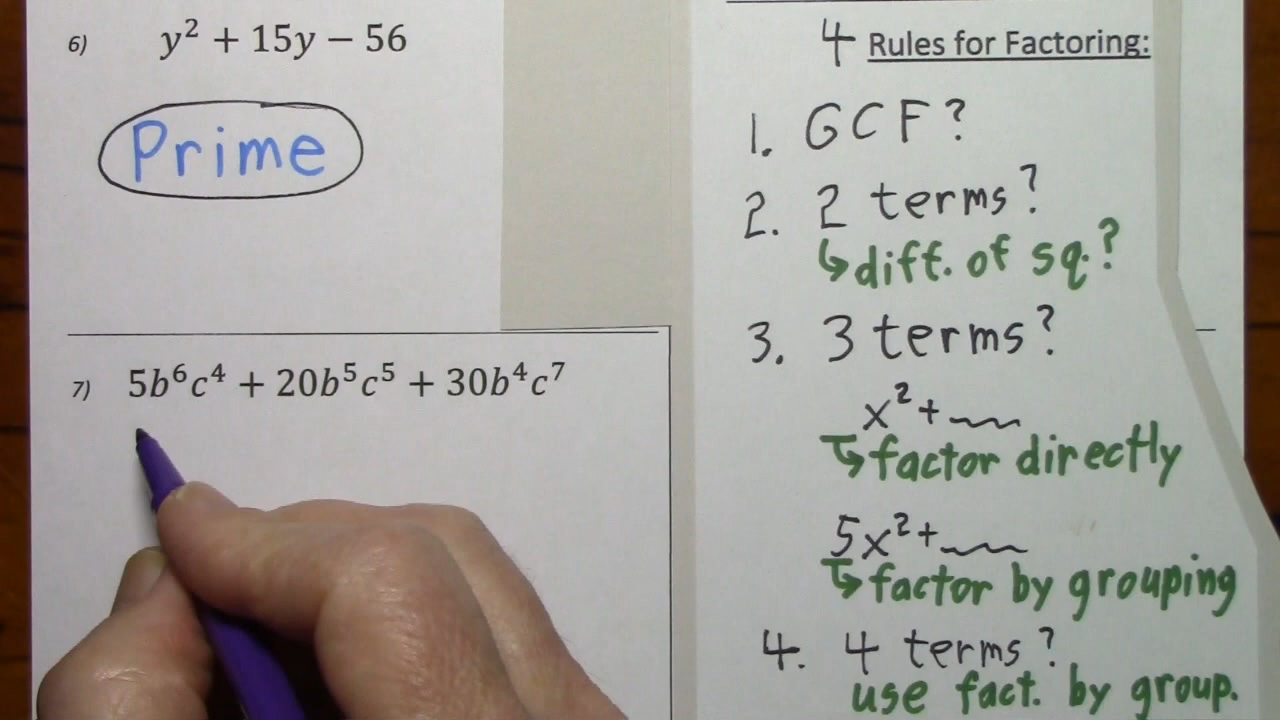 6) y² + 15y − 56
Prime
7) 5b⁶c⁴ + 20b⁵c⁵ + 30b⁴c⁷
4 Rules for Factoring:
1. GCF?
2. 2 terms?
↳diff. of sq.?
3. 3 terms?
x²+
↳factor directly
5x²+
↳factor by grouping
4. 4 terms?
use fact. by group.